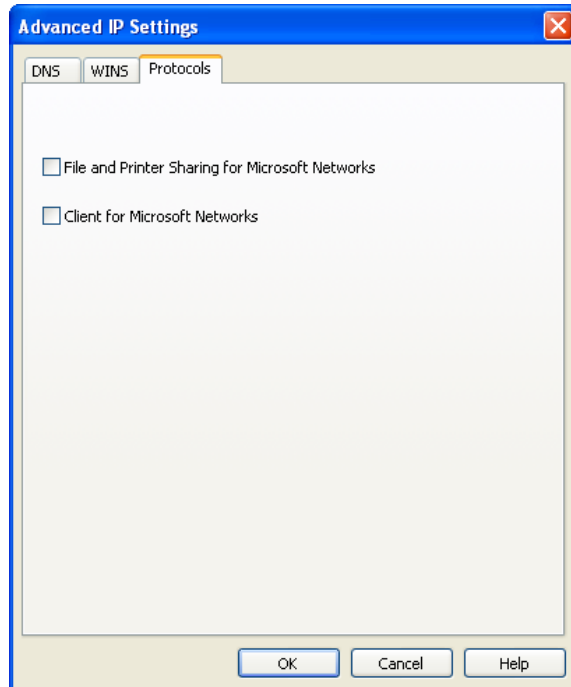 Advanced IP Settings
DNS WINS Protocols
File and Printer Sharing for Microsoft Networks
Client for Microsoft Networks
OK Cancel Help